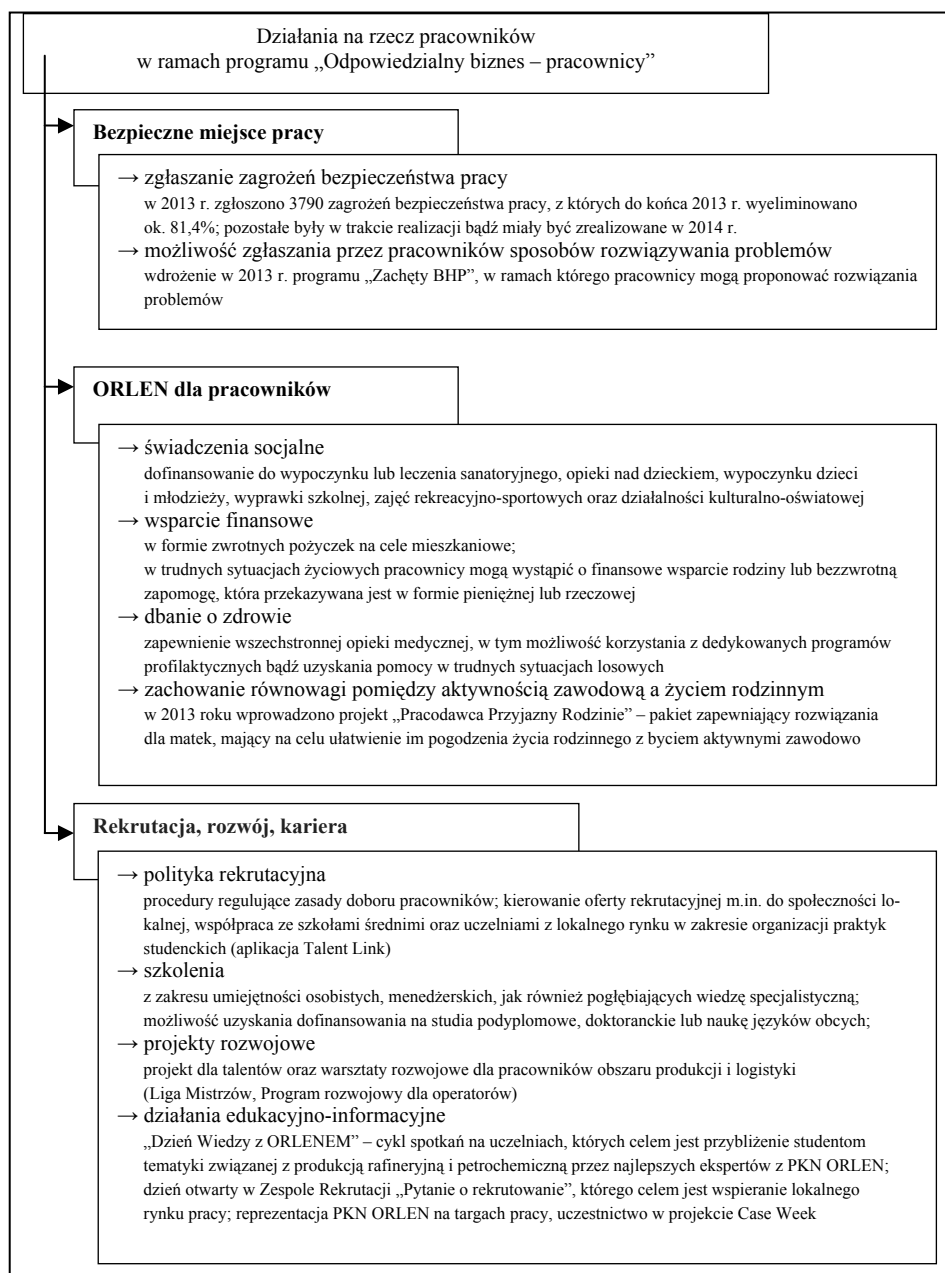 Działania na rzecz pracowników
w ramach programu „Odpowiedzialny biznes – pracownicy”
Bezpieczne miejsce pracy
→ zgłaszanie zagrożeń bezpieczeństwa pracy
w 2013 r. zgłoszono 3790 zagrożeń bezpieczeństwa pracy, z których do końca 2013 r. wyeliminowano
ok. 81,4%; pozostałe były w trakcie realizacji bądź miały być zrealizowane w 2014 r.
→ możliwość zgłaszania przez pracowników sposobów rozwiązywania problemów
wdrożenie w 2013 r. programu „Zachęty BHP”, w ramach którego pracownicy mogą proponować rozwiązania
problemów
ORLEN dla pracowników
→ świadczenia socjalne
dofinansowanie do wypoczynku lub leczenia sanatoryjnego, opieki nad dzieckiem, wypoczynku dzieci
i młodzieży, wyprawki szkolnej, zajęć rekreacyjno-sportowych oraz działalności kulturalno-oświatowej
→ wsparcie finansowe
w formie zwrotnych pożyczek na cele mieszkaniowe;
w trudnych sytuacjach życiowych pracownicy mogą wystąpić o finansowe wsparcie rodziny lub bezzwrotną
zapomogę, która przekazywana jest w formie pieniężnej lub rzeczowej
→ dbanie o zdrowie
zapewnienie wszechstronnej opieki medycznej, w tym możliwość korzystania z dedykowanych programów
profilaktycznych bądź uzyskania pomocy w trudnych sytuacjach losowych
→ zachowanie równowagi pomiędzy aktywnością zawodową a życiem rodzinnym
w 2013 roku wprowadzono projekt „Pracodawca Przyjazny Rodzinie” – pakiet zapewniający rozwiązania
dla matek, mający na celu ułatwienie im pogodzenia życia rodzinnego z byciem aktywnymi zawodowo
Rekrutacja, rozwój, kariera
→ polityka rekrutacyjna
procedury regulujące zasady doboru pracowników; kierowanie oferty rekrutacyjnej m.in. do społeczności lo-
kalnej, współpraca ze szkołami średnimi oraz uczelniami z lokalnego rynku w zakresie organizacji praktyk
studenckich (aplikacja Talent Link)
→ szkolenia
z zakresu umiejętności osobistych, menedżerskich, jak również pogłębiających wiedzę specjalistyczną;
możliwość uzyskania dofinansowania na studia podyplomowe, doktoranckie lub naukę języków obcych;
→ projekty rozwojowe
projekt dla talentów oraz warsztaty rozwojowe dla pracowników obszaru produkcji i logistyki
(Liga Mistrzów, Program rozwojowy dla operatorów)
→ działania edukacyjno-informacyjne
„Dzień Wiedzy z ORLENEM” – cykl spotkań na uczelniach, których celem jest przybliżenie studentom
tematyki związanej z produkcją rafineryjną i petrochemiczną przez najlepszych ekspertów z PKN ORLEN;
dzień otwarty w Zespole Rekrutacji „Pytanie o rekrutowanie”, którego celem jest wspieranie lokalnego
rynku pracy; reprezentacja PKN ORLEN na targach pracy, uczestnictwo w projekcie Case Week